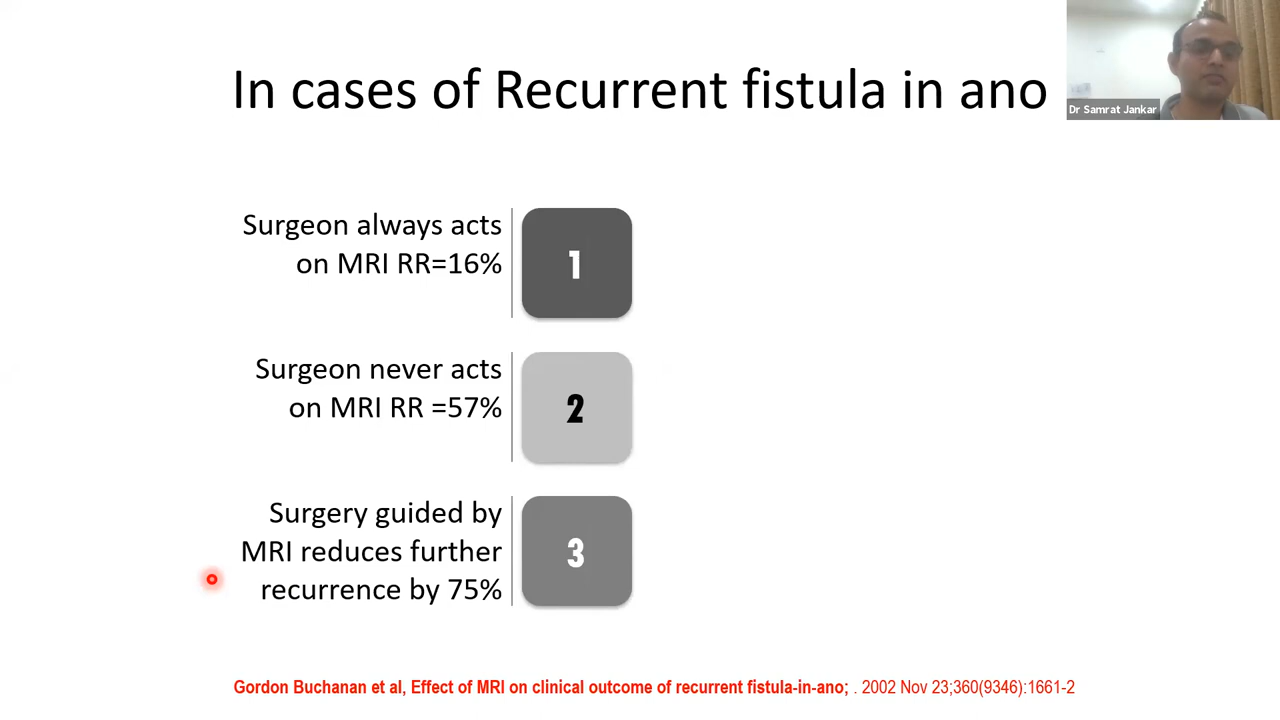 In cases of Recurrent fistula in ano
Dr Samrat Jankar
Surgeon always acts
on MRI RR=16%
1
Surgeon never acts
on MRI RR =57%
2
Surgery guided by
MRI reduces further
recurrence by 75%
3
Gordon Buchanan et al, Effect of MRI on clinical outcome of recurrent fistula-in-ano; . 2002 Nov 23;360(9346):1661-2